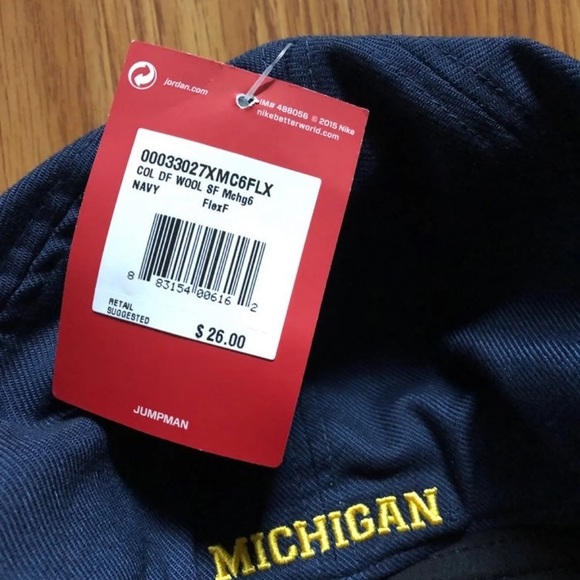 jordan.com
IM# 488056 © 2015 Nike
nikebetterworld.com
00033027XMC6FLX
COL DF WOOL SF Mchg6
NAVY FlexF
8 83154 00616 2
RETAIL
SUGGESTED
$ 26.00
JUMPMAN
MICHIGAN